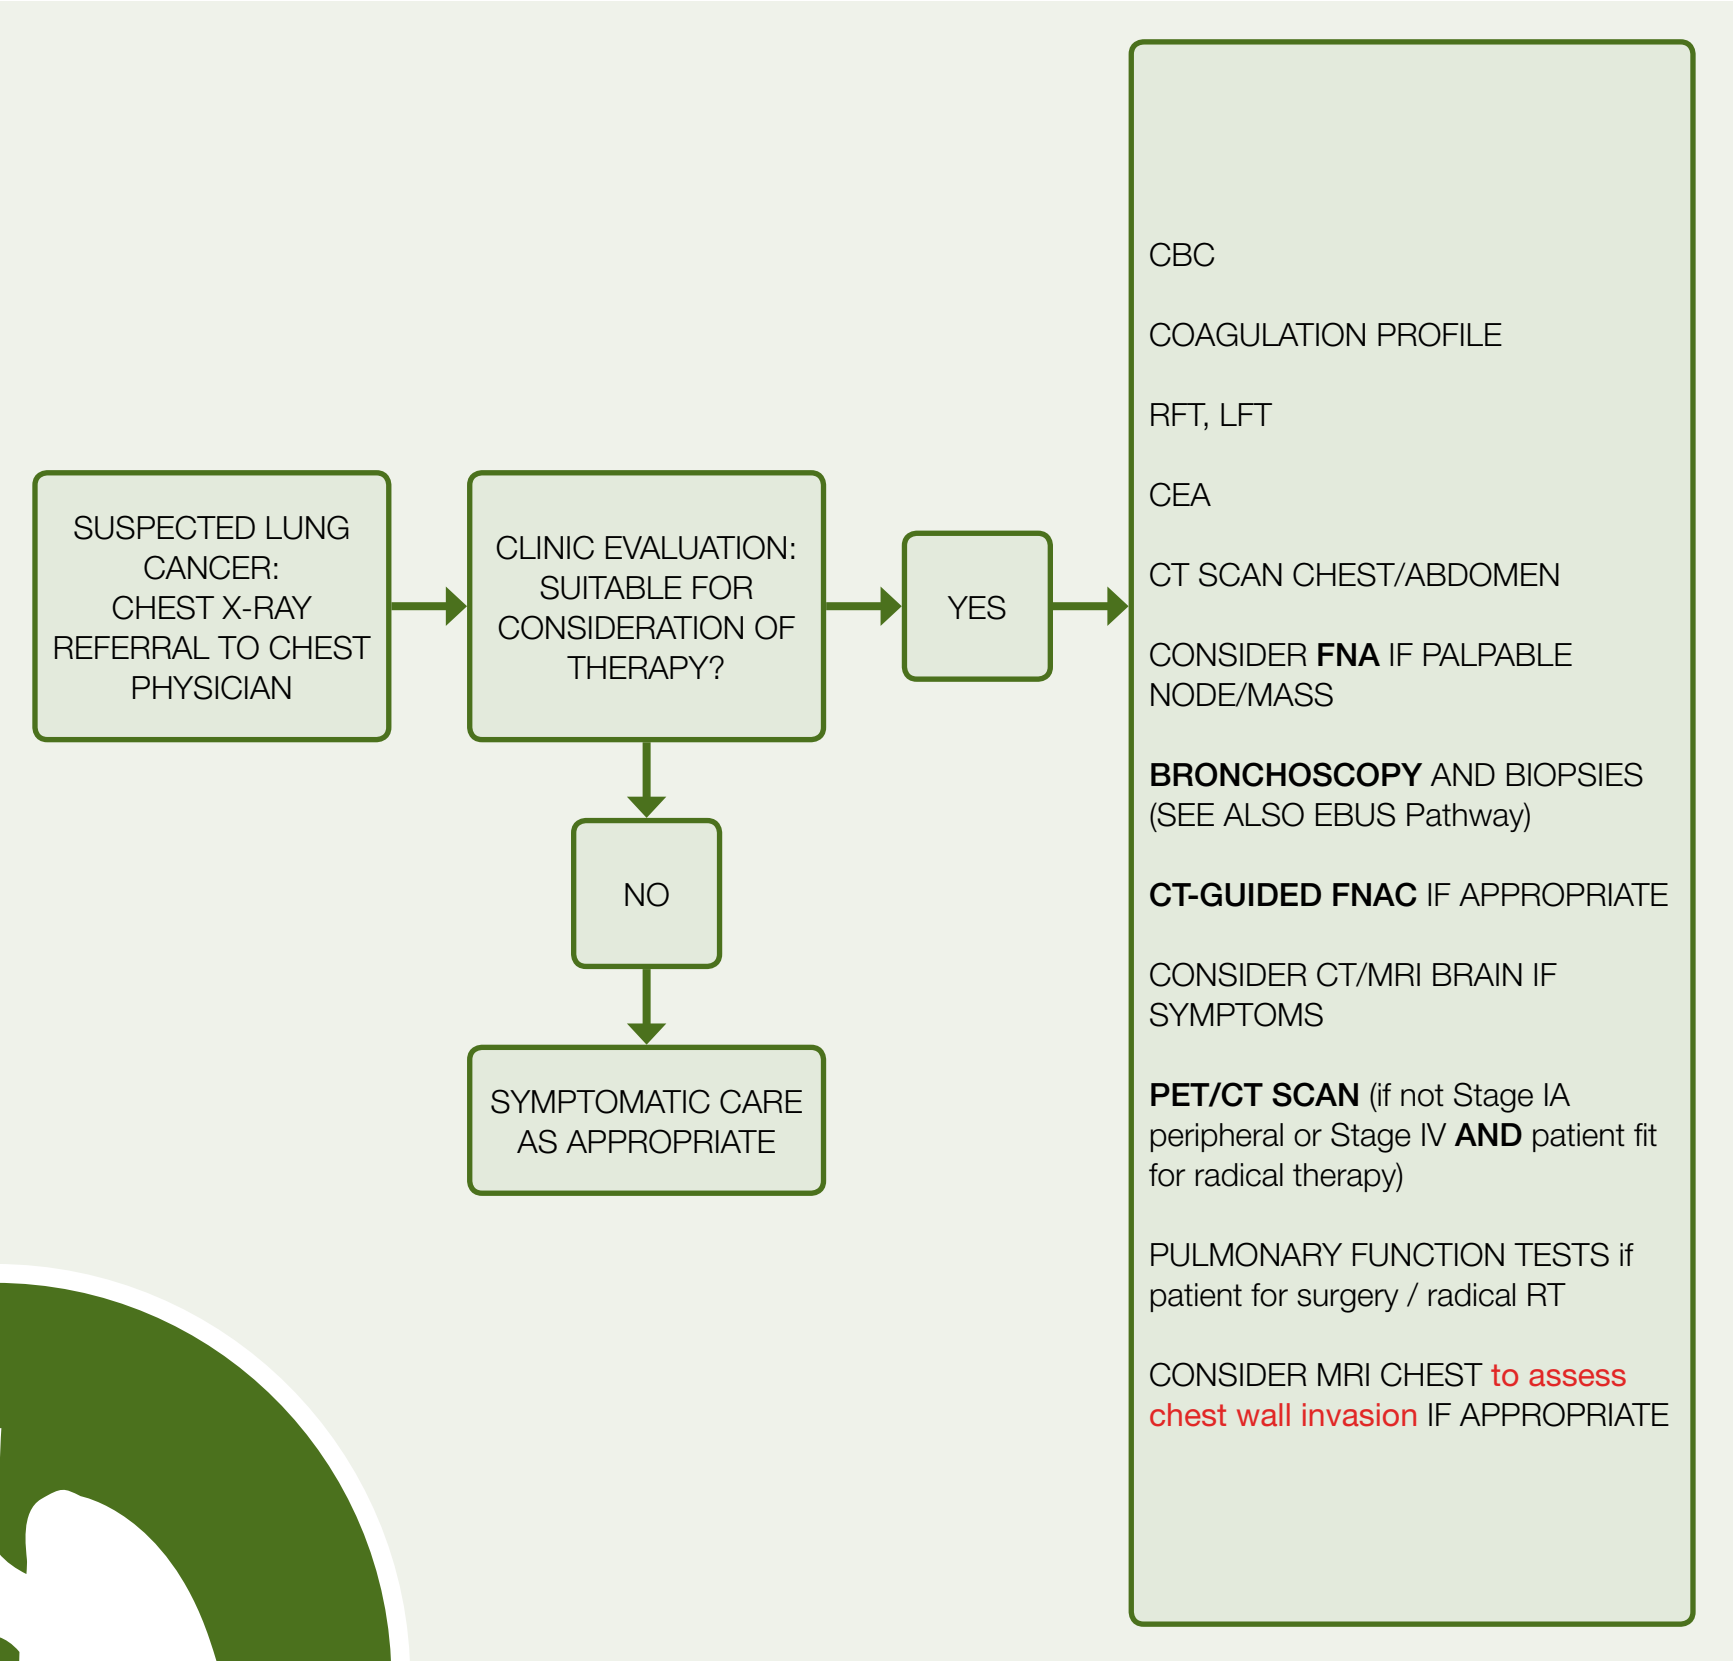 SUSPECTED LUNG
CANCER:
CHEST X-RAY
REFERRAL TO CHEST
PHYSICIAN
CLINIC EVALUATION:
SUITABLE FOR
CONSIDERATION OF
THERAPY?
YES
NO
SYMPTOMATIC CARE
AS APPROPRIATE
CBC
COAGULATION PROFILE
RFT, LFT
CEA
CT SCAN CHEST/ABDOMEN
CONSIDER FNA IF PALPABLE
NODE/MASS
BRONCHOSCOPY AND BIOPSIES
(SEE ALSO EBUS Pathway)
CT-GUIDED FNAC IF APPROPRIATE
CONSIDER CT/MRI BRAIN IF
SYMPTOMS
PET/CT SCAN (if not Stage IA
peripheral or Stage IV AND patient fit
for radical therapy)
PULMONARY FUNCTION TESTS if
patient for surgery / radical RT
CONSIDER MRI CHEST to assess
chest wall invasion IF APPROPRIATE